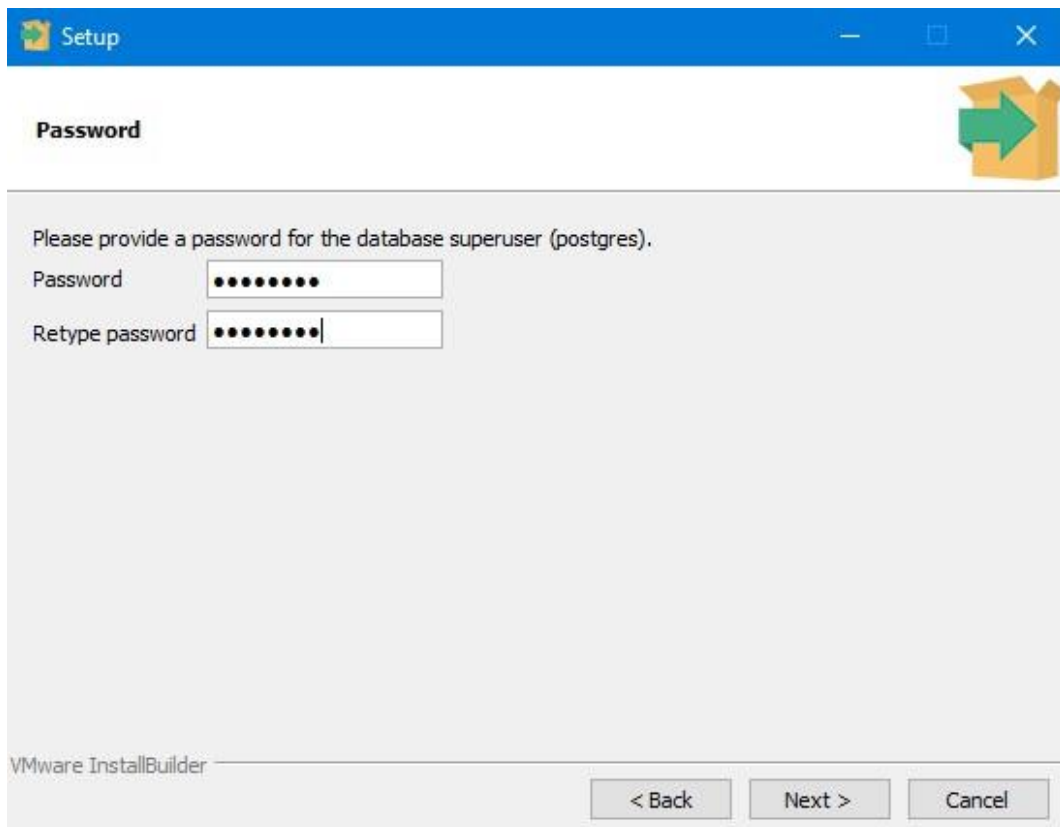 Setup
Password
Please provide a password for the database superuser (postgres).
Password ••••••••
Retype password ••••••••
VMware InstallBuilder
< Back Next > Cancel